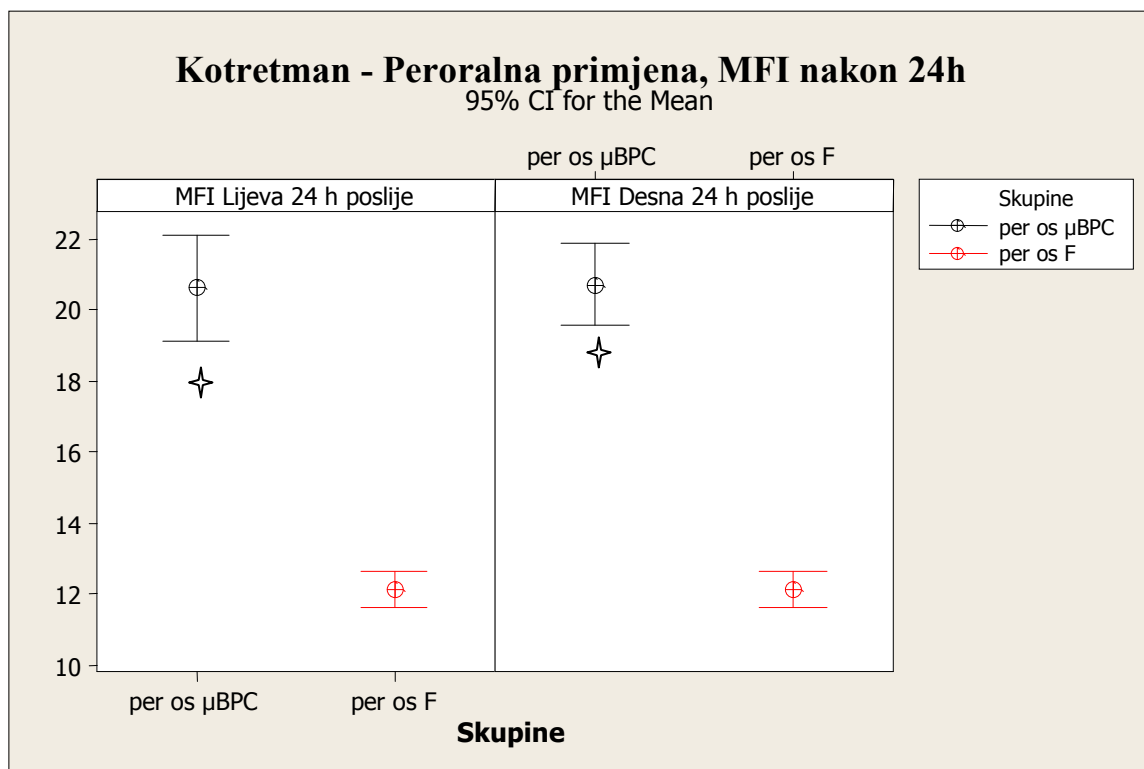 Kotretman - Peroralna primjena, MFI nakon 24h
95% CI for the Mean
per os µBPC per os F
MFI Lijeva 24 h poslije MFI Desna 24 h poslije
Skupine
per os µBPC
per os F
22
20
18
16
14
12
10
per os µBPC per os F
Skupine